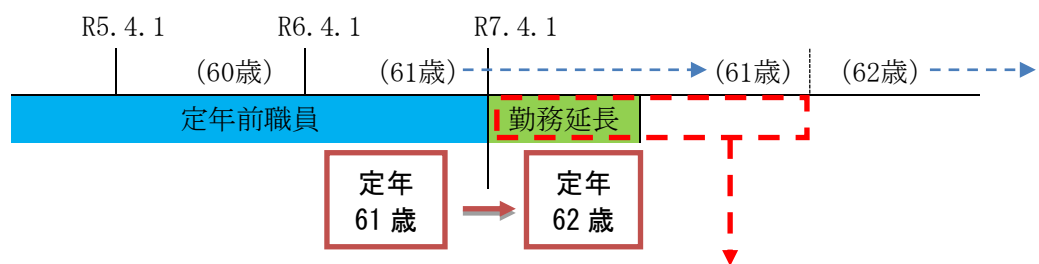 R5.4.1 R6.4.1 R7.4.1
(60歳) (61歳) (61歳) (62歳)
定年前職員 勤務延長
定年 定年
61歳 62歳